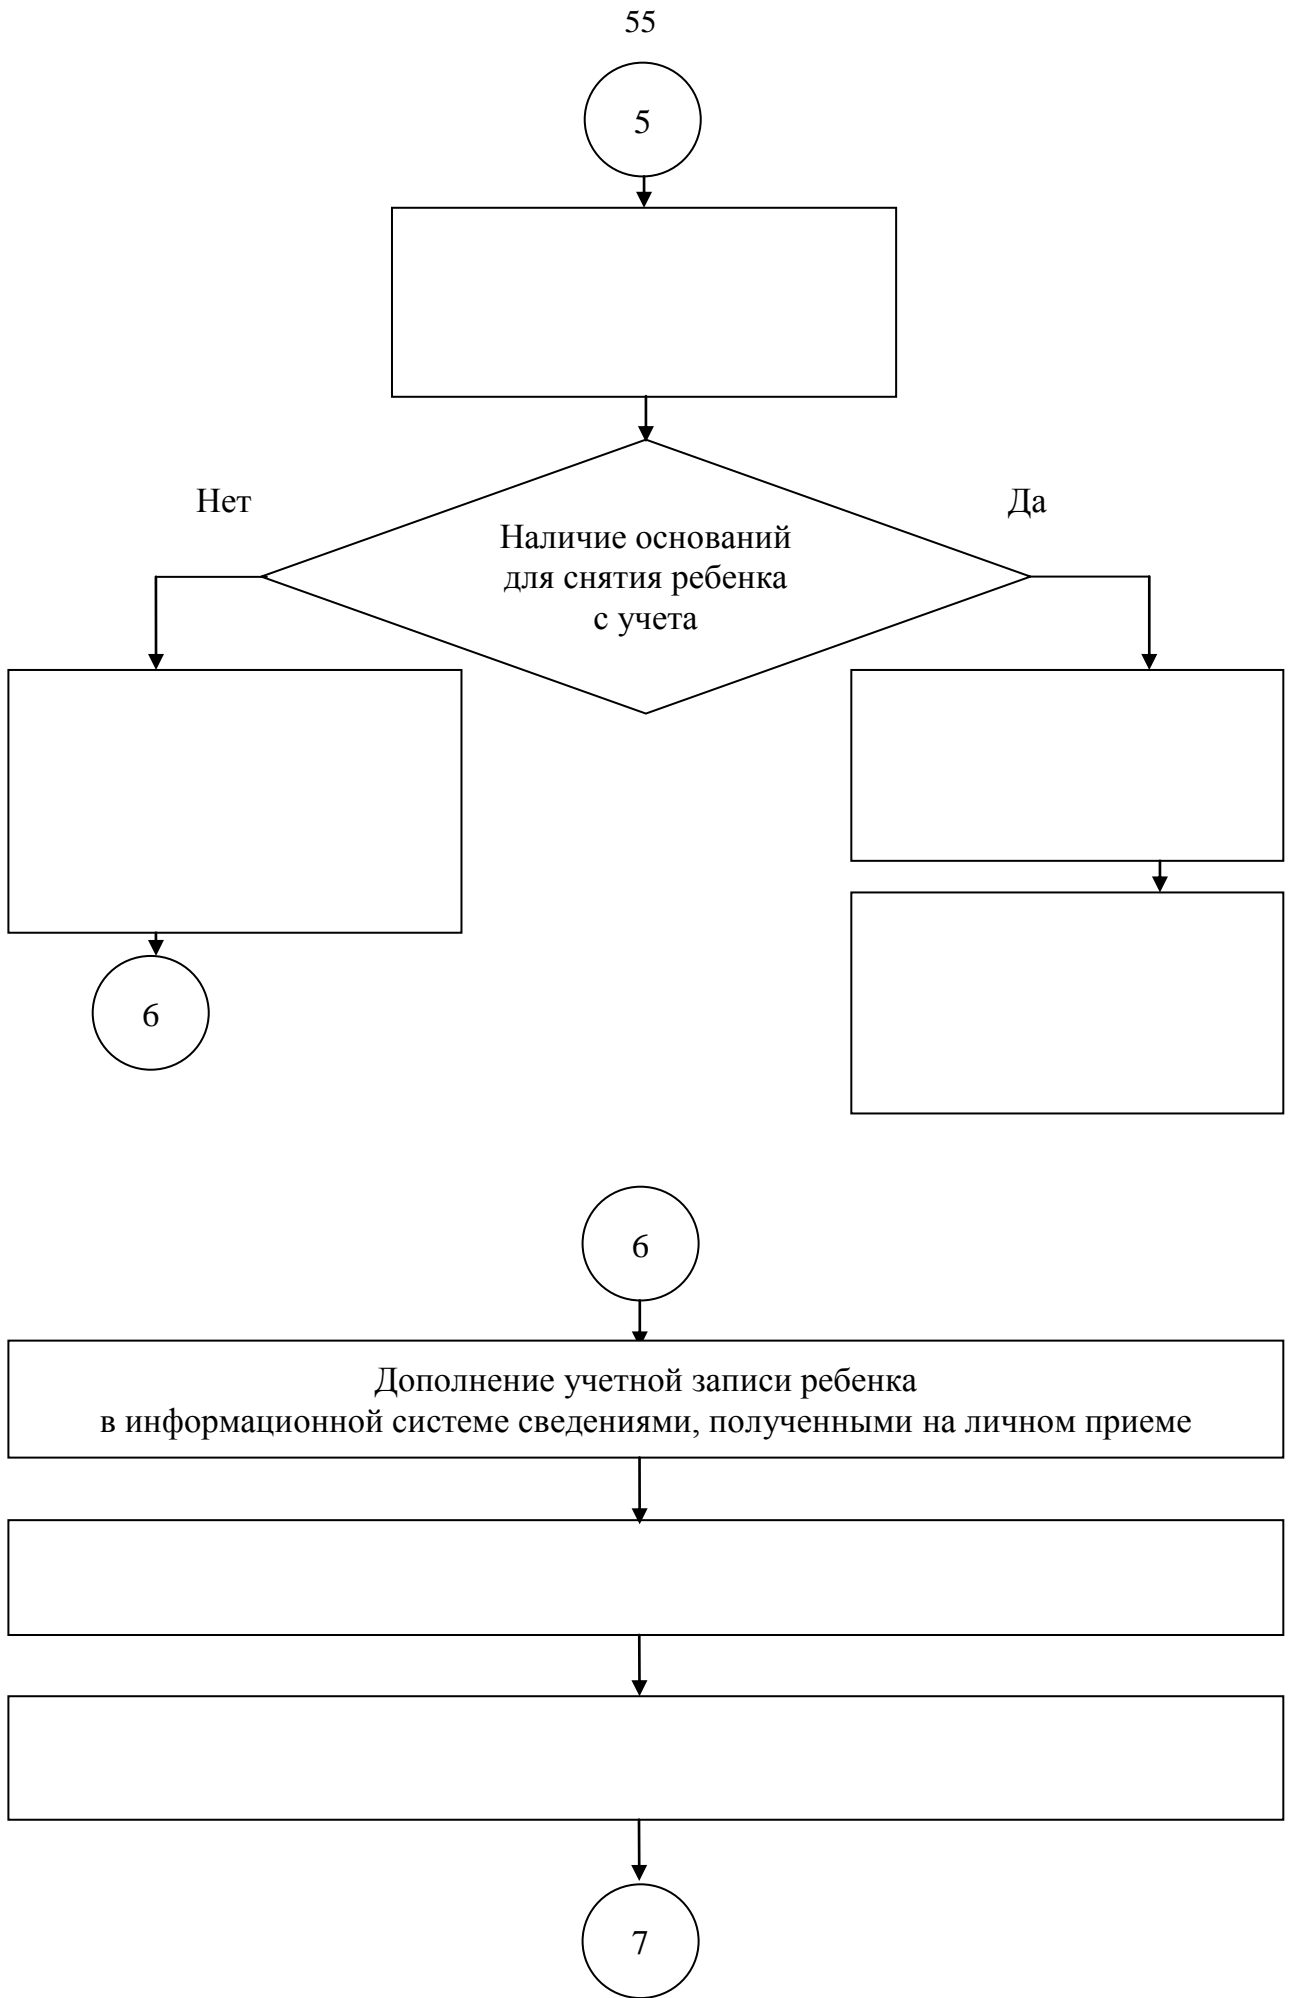 55
5
Нет
Да
Наличие оснований
для снятия ребенка
с учета
6
6
Дополнение учетной записи ребенка
в информационной системе сведениями, полученными на личном приеме
7